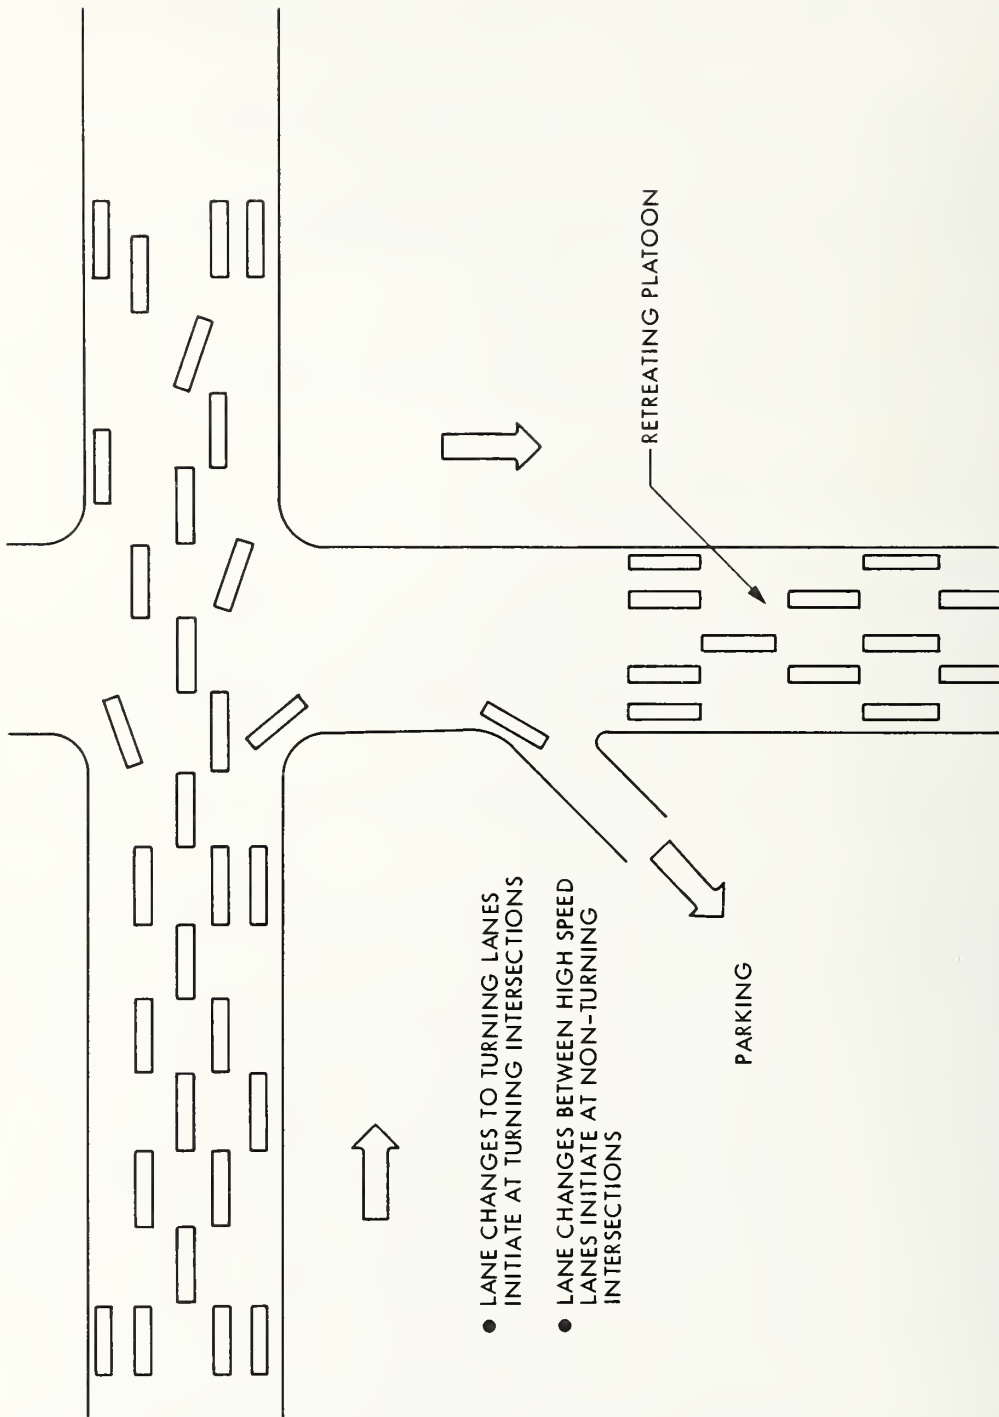 RETREATING PLATOON
● LANE CHANGES TO TURNING LANES
INITIATE AT TURNING INTERSECTIONS
● LANE CHANGES BETWEEN HIGH SPEED
LANES INITIATE AT NON-TURNING
INTERSECTIONS
PARKING